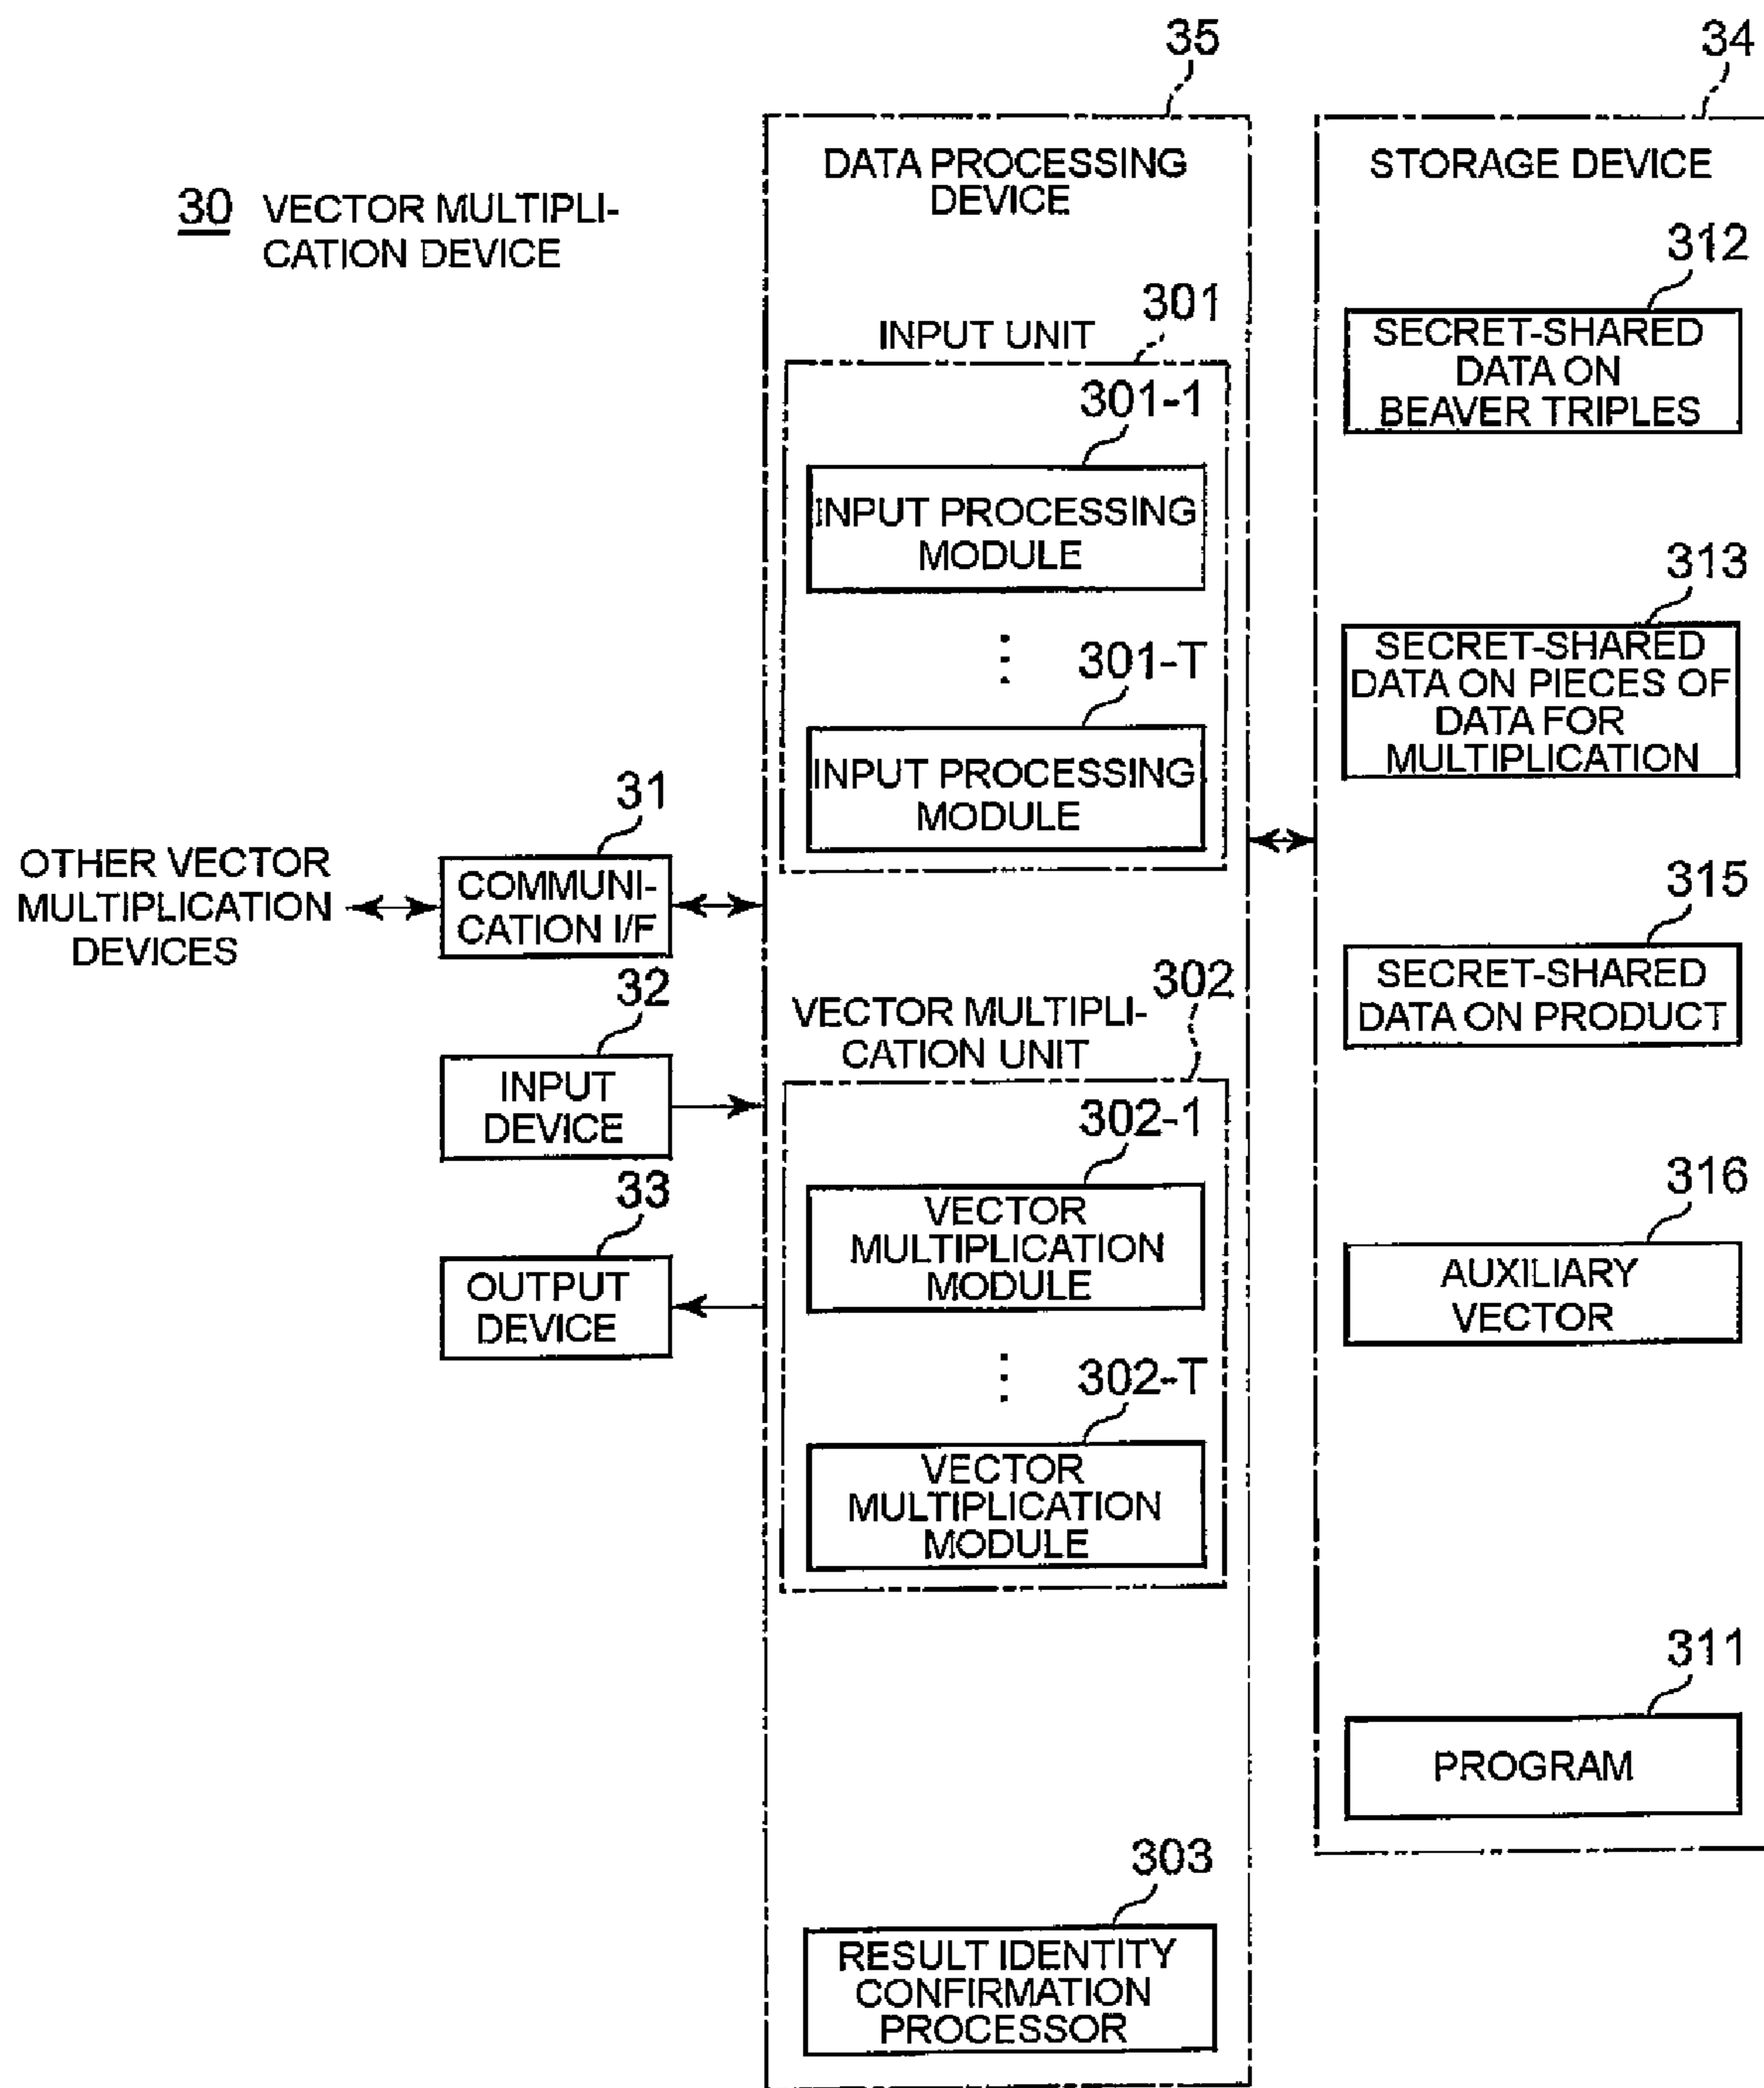 35
34
30 VECTOR MULTIPLI-
CATION DEVICE
DATA PROCESSING
DEVICE
INPUT UNIT
301
301-1
INPUT PROCESSING
MODULE
301-T
INPUT PROCESSING
MODULE
OTHER VECTOR
MULTIPLICATION
DEVICES
31
COMMUNI-
CATION I/F
32
INPUT
DEVICE
33
OUTPUT
DEVICE
VECTOR MULTIPLI-
CATION UNIT
302
302-1
VECTOR
MULTIPLICATION
MODULE
302-T
VECTOR
MULTIPLICATION
MODULE
303
RESULT IDENTITY
CONFIRMATION
PROCESSOR
STORAGE DEVICE
312
SECRET-SHARED
DATA ON
BEAVER TRIPLES
313
SECRET-SHARED
DATA ON PIECES OF
DATA FOR
MULTIPLICATION
315
SECRET-SHARED
DATA ON PRODUCT
316
AUXILIARY
VECTOR
311
PROGRAM